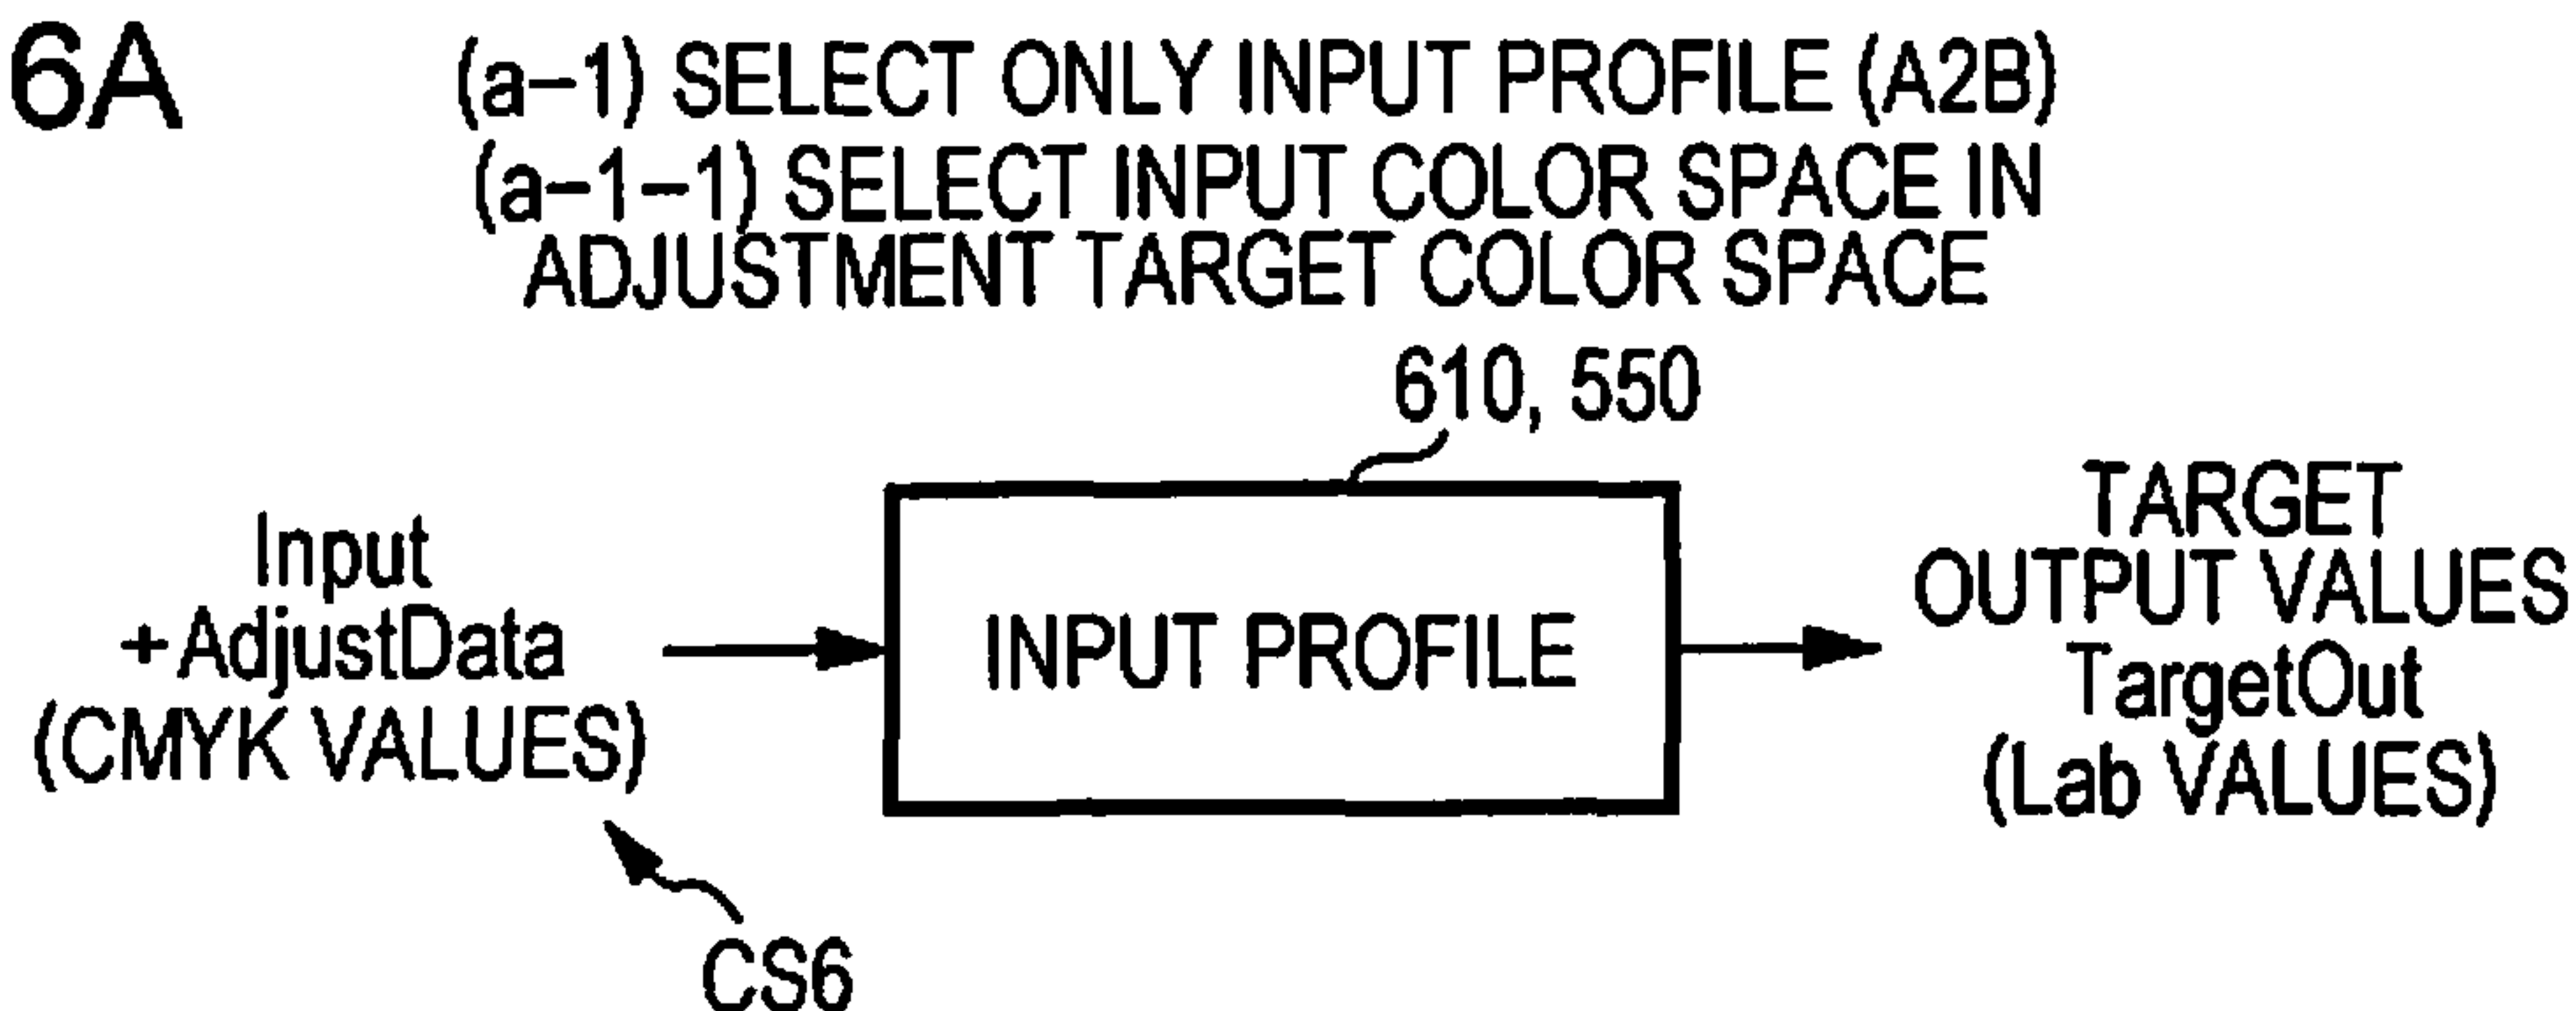 6A
(a-1) SELECT ONLY INPUT PROFILE (A2B)
(a-1-1) SELECT INPUT COLOR SPACE IN
ADJUSTMENT TARGET COLOR SPACE
610, 550
Input
+AdjustData
(CMYK VALUES)
INPUT PROFILE
TARGET
OUTPUT VALUES
TargetOut
(Lab VALUES)
CS6